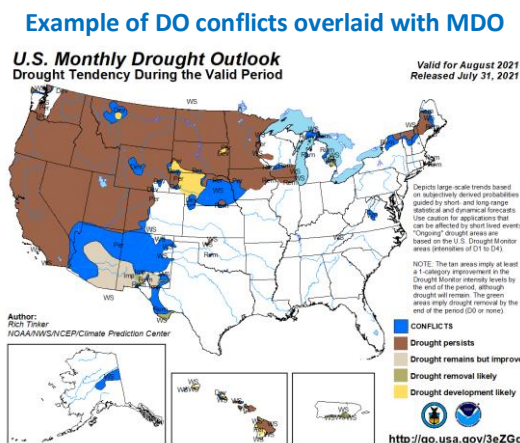 Example of DO conflicts overlaid with MDO
U.S. Monthly Drought Outlook
Drought Tendency During the Valid Period
Valid for August 2021
Released July 31, 2021
Depicts large-scale trends
based on subjectively derived probabilities
guided by short- and long-range
statistical and dynamical forecasts.
Use caution for applications that
can be affected by short lived events
"Ongoing" drought areas are
based on the U.S. Drought Monitor
areas (intensities of D1 to D4).
NOTE: The tan areas imply at least
a 1-category improvement in the
Drought Monitor intensity levels by
the end of the period, although
drought will remain. The green
areas imply drought removal by the
end of the period (D0 or none).
Author:
Rich Tinker
NOAA/NWS/NCEP/Climate Prediction Center
CONFLICTS
Drought persists
Drought remains but improve
Drought removal likely
Drought development likely